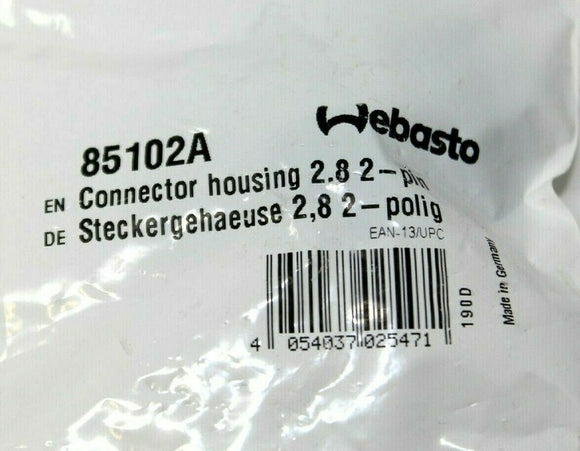 Webasto
85102A
EN Connector housing 2.8 2-pin
DE Steckergehaeuse 2,8 2-polig
EAN-13/UPC
4 054037 025471
190D
Made in Germany